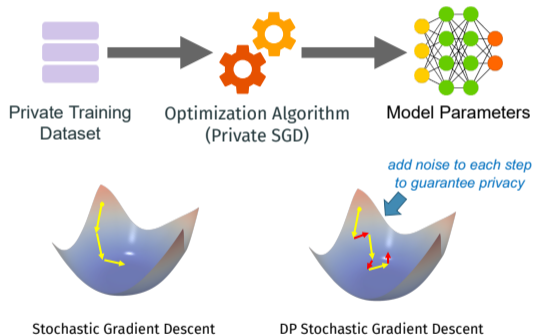 Private Training
Dataset
Optimization Algorithm
(Private SGD)
Model Parameters
add noise to each step
to guarantee privacy
Stochastic Gradient Descent
DP Stochastic Gradient Descent